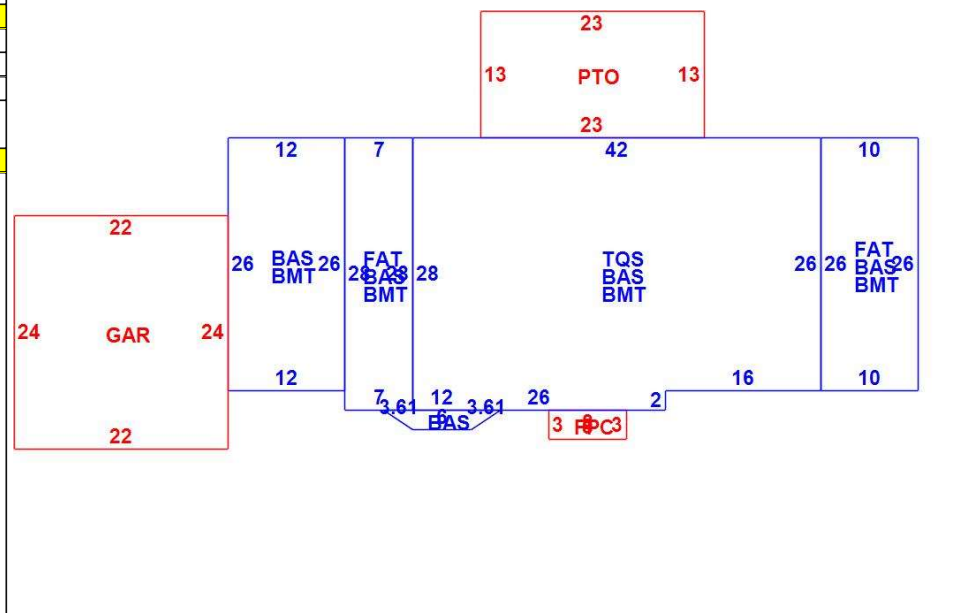 23
13 PTO 13
23
12 7 42 10
22
26 BAS 26
BMT
28 FAT 28
BAS
BMT
28 TQS 26
BAS
BMT
26 FAT 26
BAS
BMT
24 GAR 24
12
7 12 26 2 16 10
3.61 6 3.61
BAS
3 FPC 3
22